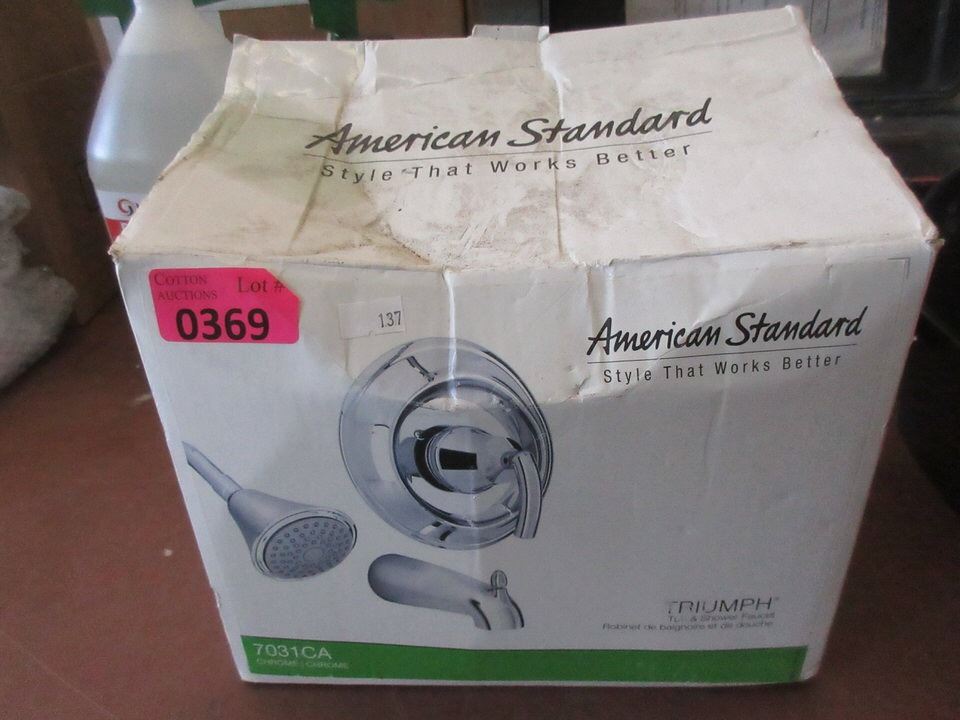 American Standard
Style That Works Better
COTTON
AUCTIONS
Lot #
0369
137
American Standard
Style That Works Better
TRIUMPH
Tub & Shower Faucet
Robinet de baignoire et de douche
7031CA
CHROME | CHROME